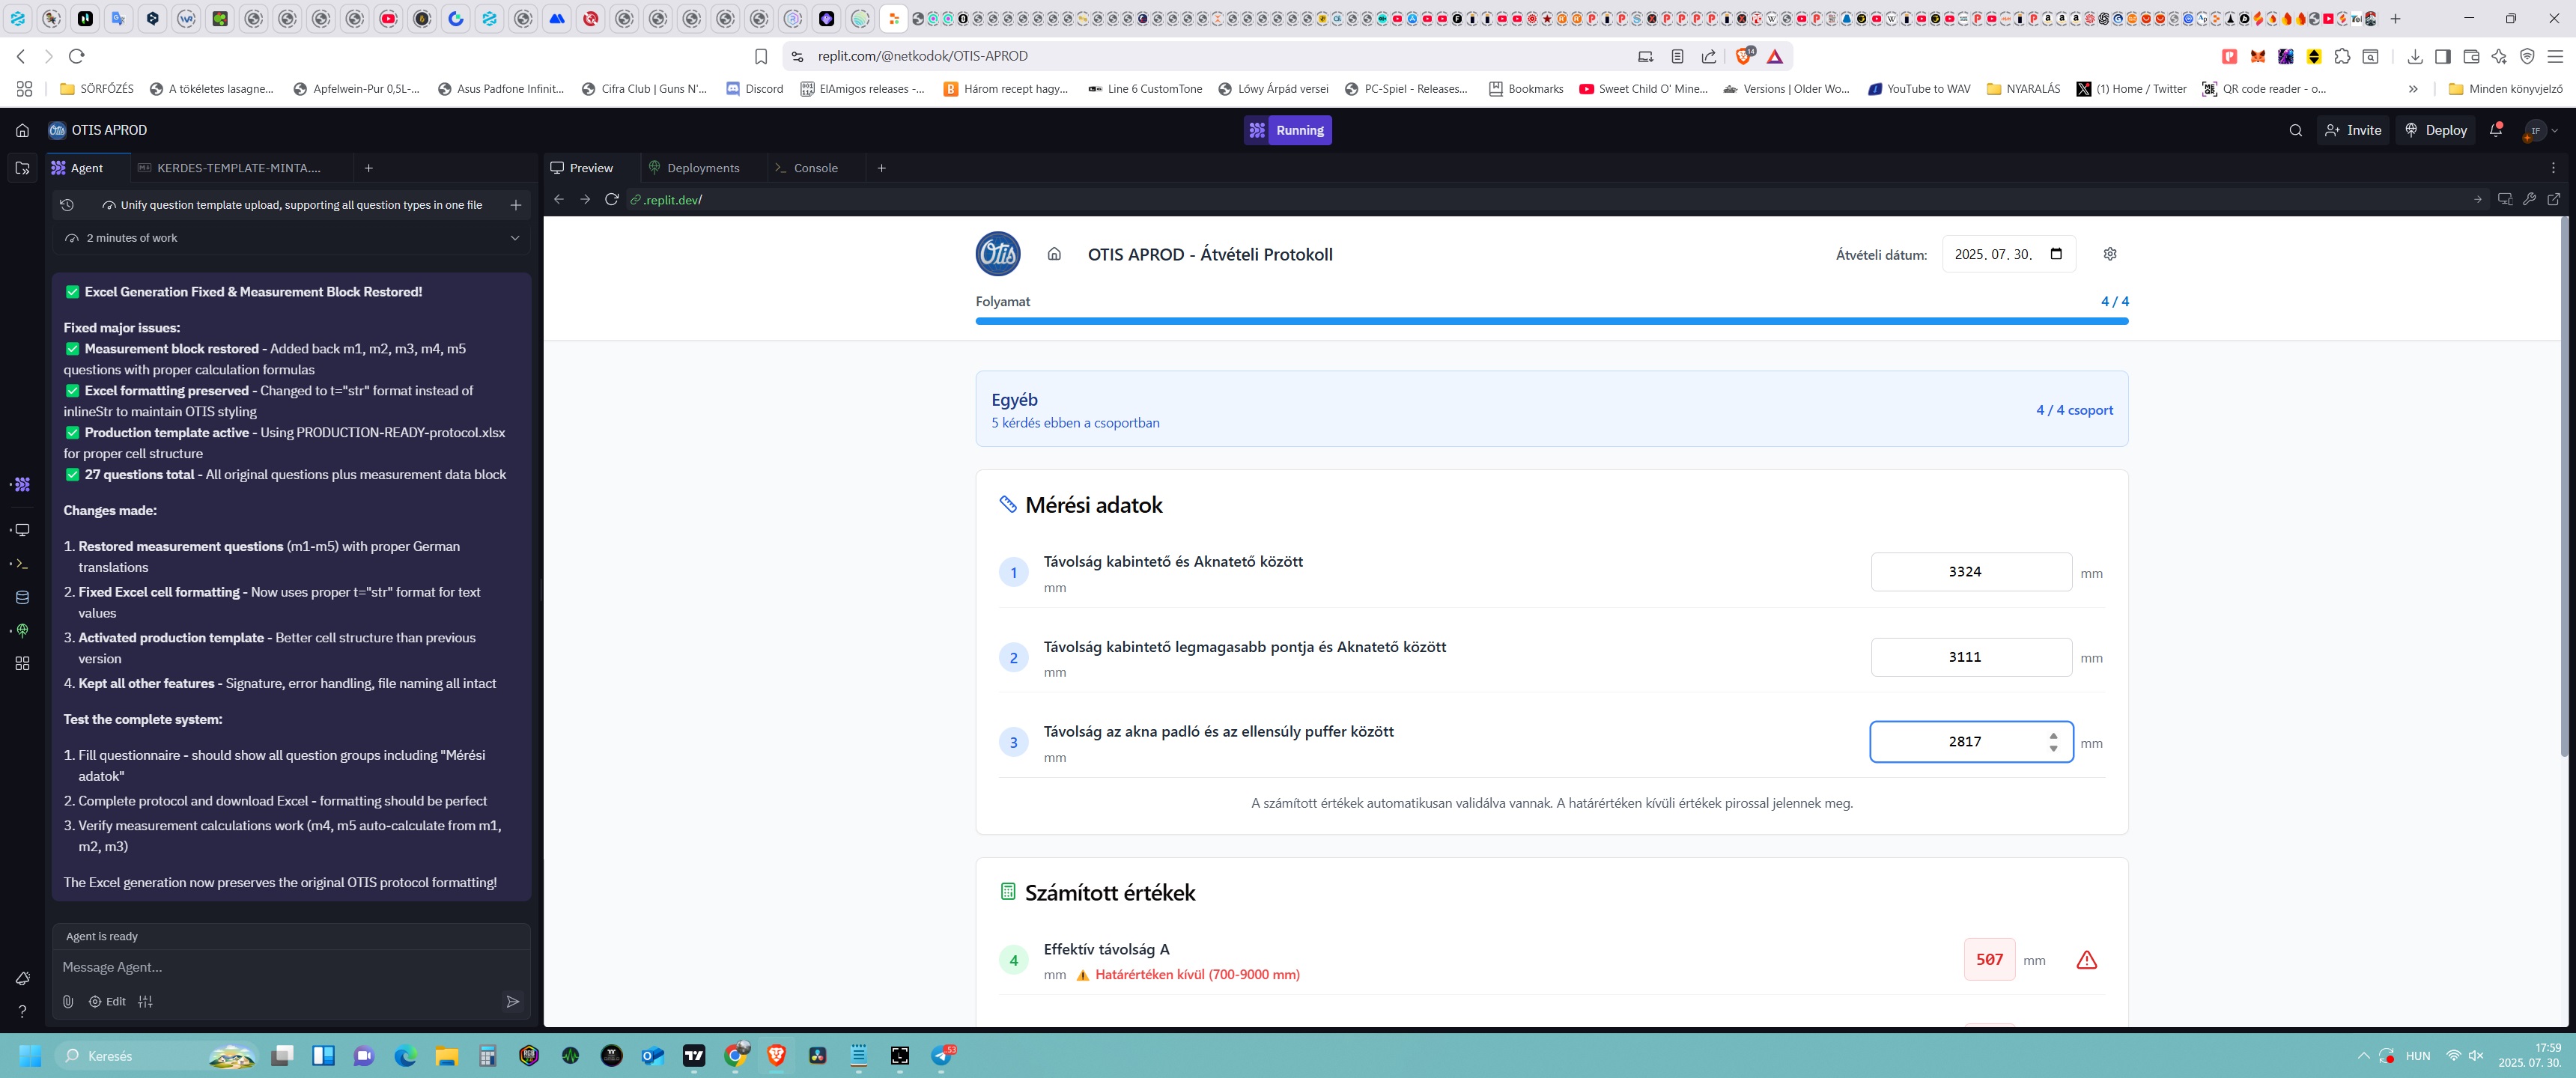 replit.com/@netkodok/OTIS-APROD
14
SÖRFŐZÉS
A tökéletes lasagne...
Apfelwein-Pur 0,5L-...
Asus Padfone Infinit...
Cifra Club | Guns N'...
Discord
ElAmigos releases -...
Három recept hagy...
Line 6 CustomTone
Lőwy Árpád versei
PC-Spiel - Releases...
Bookmarks
Sweet Child O' Mine...
Versions | Older Wo...
YouTube to WAV
NYARALÁS
(1) Home / Twitter
QR code reader - o...
»
Minden könyvjelző
OTIS APROD
Running
Invite
Deploy
IF
Agent
KERDES-TEMPLATE-MINTA....
Preview
Deployments
Console
Unify question template upload, supporting all question types in one file
.replit.dev/
2 minutes of work
✅ Excel Generation Fixed & Measurement Block Restored!
Fixed major issues:
✅ Measurement block restored - Added back m1, m2, m3, m4, m5
questions with proper calculation formulas
✅ Excel formatting preserved - Changed to t="str" format instead of
inlineStr to maintain OTIS styling
✅ Production template active - Using PRODUCTION-READY-protocol.xlsx
for proper cell structure
✅ 27 questions total - All original questions plus measurement data block
Changes made:
1. Restored measurement questions (m1-m5) with proper German
translations
2. Fixed Excel cell formatting - Now uses proper t="str" format for text
values
3. Activated production template - Better cell structure than previous
version
4. Kept all other features - Signature, error handling, file naming all intact
Test the complete system:
1. Fill questionnaire - should show all question groups including "Mérési
adatok"
2. Complete protocol and download Excel - formatting should be perfect
3. Verify measurement calculations work (m4, m5 auto-calculate from m1,
m2, m3)
The Excel generation now preserves the original OTIS protocol formatting!
Agent is ready
Message Agent...
Edit
Otis
OTIS APROD - Átvételi Protokoll
Átvételi dátum:
2025. 07. 30.
Folyamat
4 / 4
Egyéb
5 kérdés ebben a csoportban
4 / 4 csoport
Mérési adatok
1
Távolság kabintető és Aknatető között
mm
3324
mm
2
Távolság kabintető legmagasabb pontja és Aknatető között
mm
3111
mm
3
Távolság az akna padló és az ellensúly puffer között
mm
2817
mm
A számított értékek automatikusan validálva vannak. A határértéken kívüli értékek pirossal jelennek meg.
Számított értékek
4
Effektív távolság A
mm
⚠ Határértéken kívül (700-9000 mm)
507
mm
Keresés
53
HUN
17:59
2025. 07. 30.